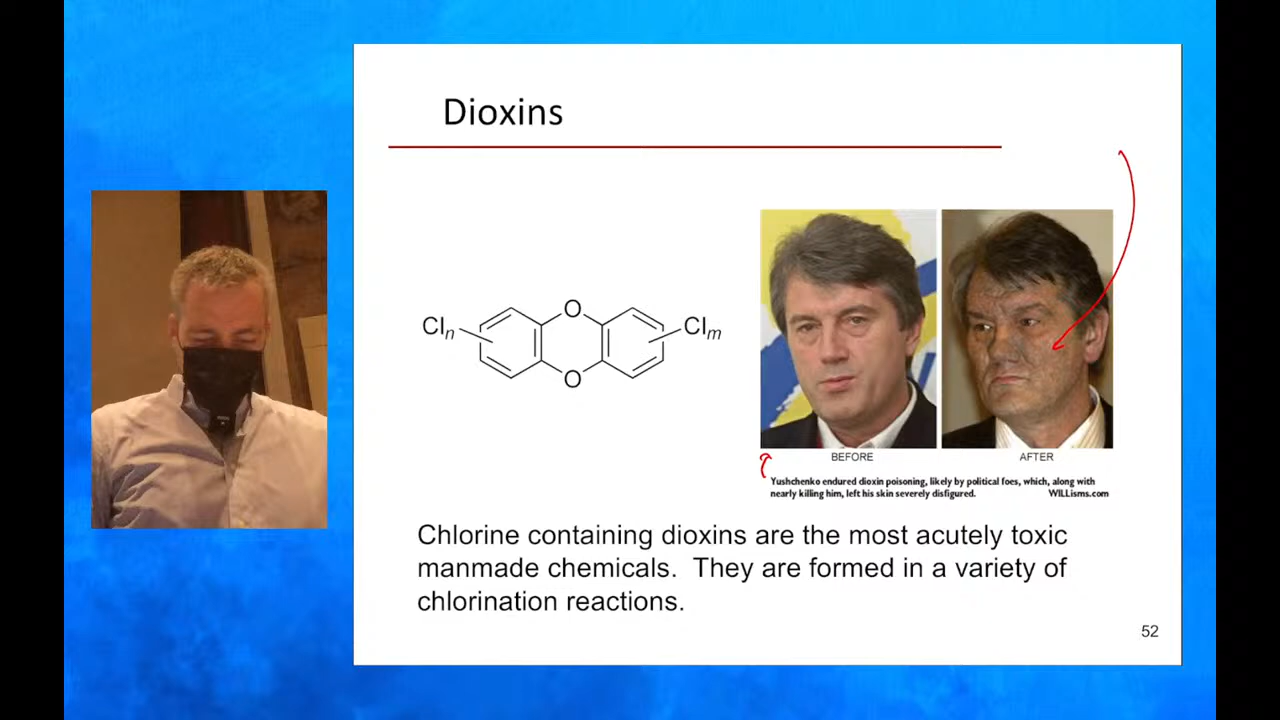 Dioxins
Cln
O
O
Clm
BEFORE
AFTER
Yushchenko endured dioxin poisoning, likely by political foes, which, along with
nearly killing him, left his skin severely disfigured.
WILLisms.com
Chlorine containing dioxins are the most acutely toxic
manmade chemicals. They are formed in a variety of
chlorination reactions.
52